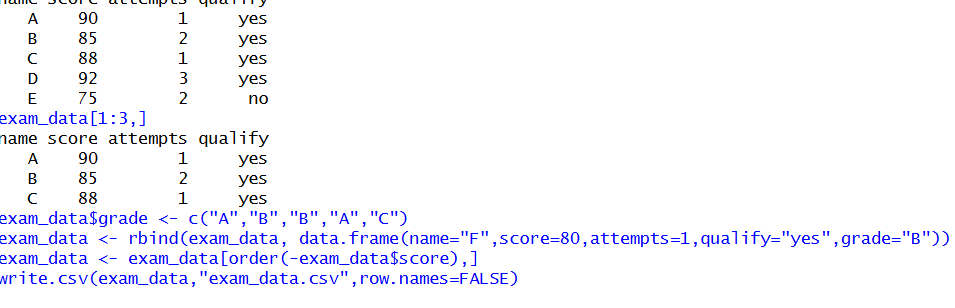 name score attempts qualify
A 90 1 yes
B 85 2 yes
C 88 1 yes
D 92 3 yes
E 75 2 no
exam_data[1:3,]
name score attempts qualify
A 90 1 yes
B 85 2 yes
C 88 1 yes
exam_data$grade <- c("A","B","B","A","C")
exam_data <- rbind(exam_data, data.frame(name="F",score=80,attempts=1,qualify="yes",grade="B"))
exam_data <- exam_data[order(-exam_data$score),]
write.csv(exam_data,"exam_data.csv",row.names=FALSE)